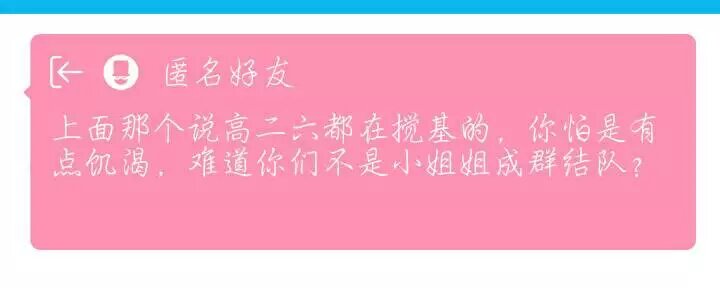 匿名好友
上面那个说高二六都在搅基的，你怕是有
点饥渴，难道你们不是小姐姐成群结队？